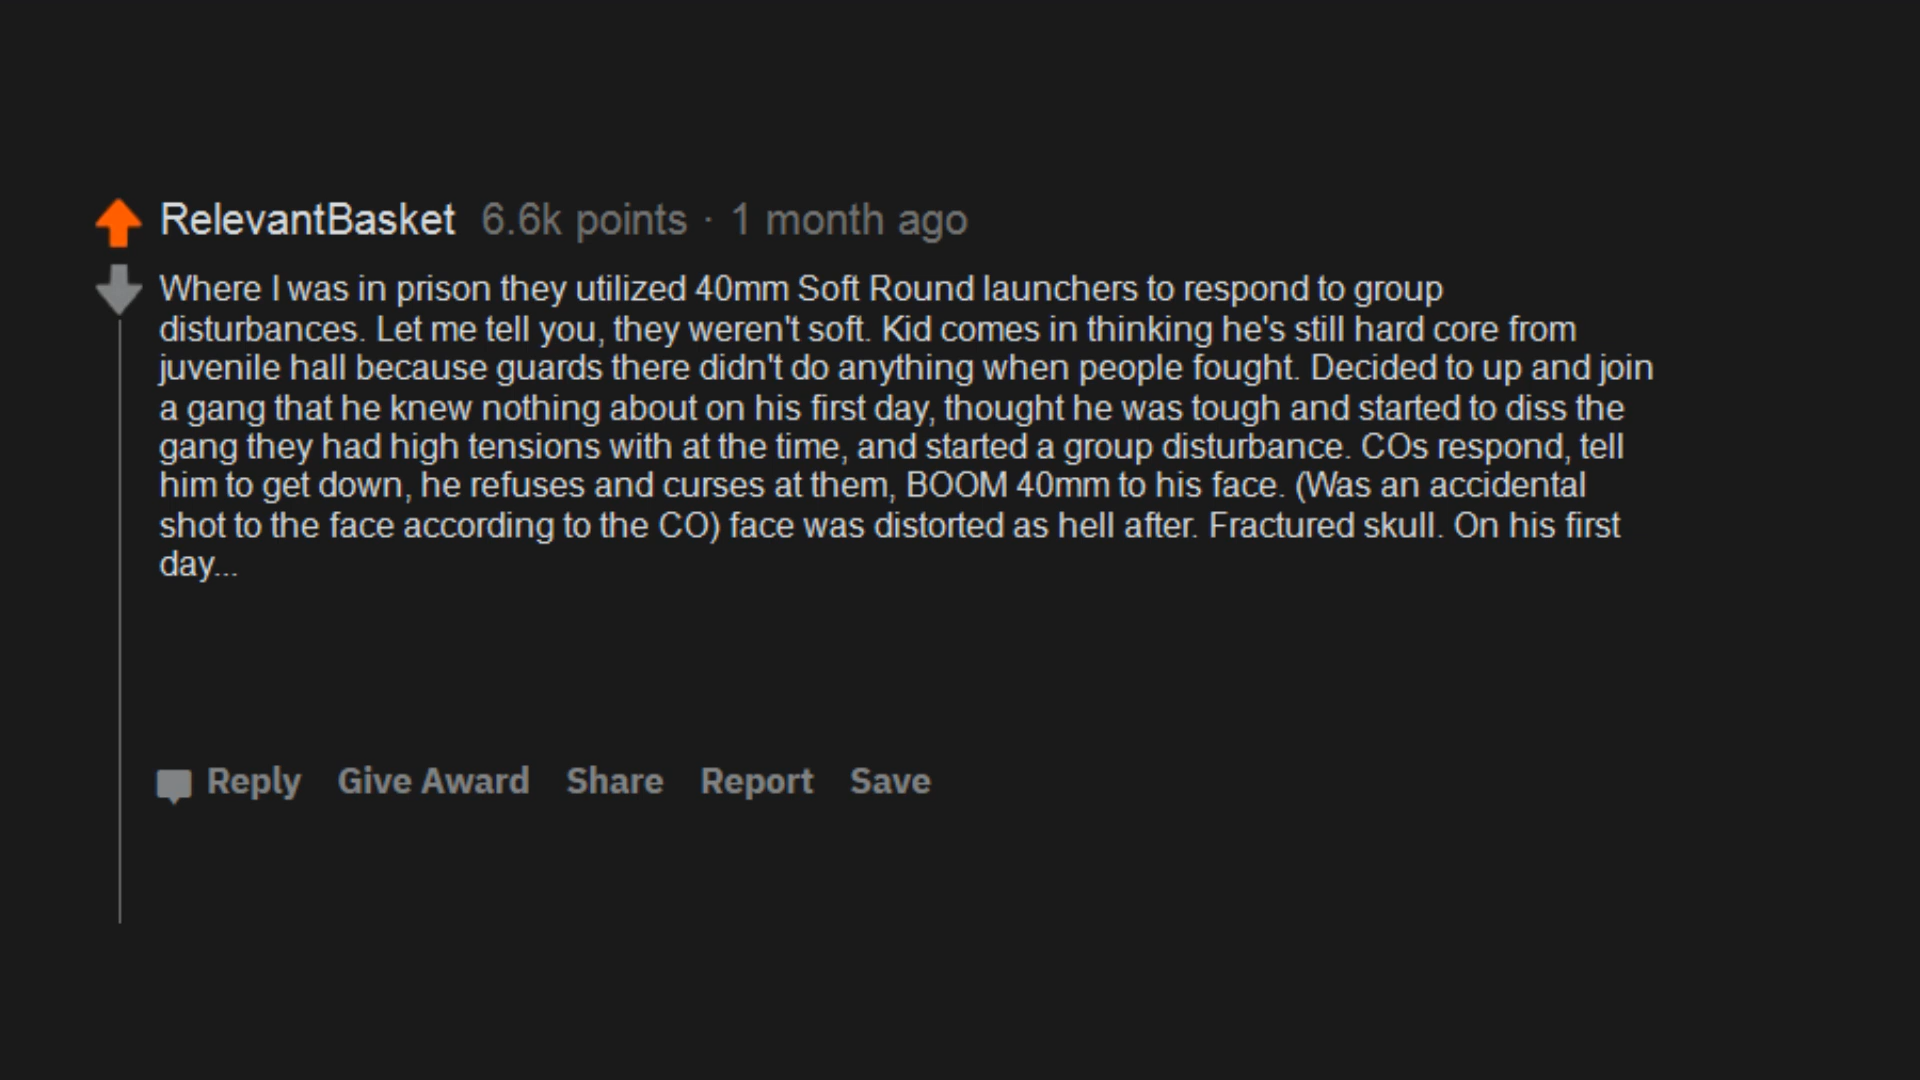 RelevantBasket 6.6k points · 1 month ago
Where I was in prison they utilized 40mm Soft Round launchers to respond to group
disturbances. Let me tell you, they weren't soft. Kid comes in thinking he's still hard core from
juvenile hall because guards there didn't do anything when people fought. Decided to up and join
a gang that he knew nothing about on his first day, thought he was tough and started to diss the
gang they had high tensions with at the time, and started a group disturbance. COs respond, tell
him to get down, he refuses and curses at them, BOOM 40mm to his face. (Was an accidental
shot to the face according to the CO) face was distorted as hell after. Fractured skull. On his first
day...
Reply Give Award Share Report Save